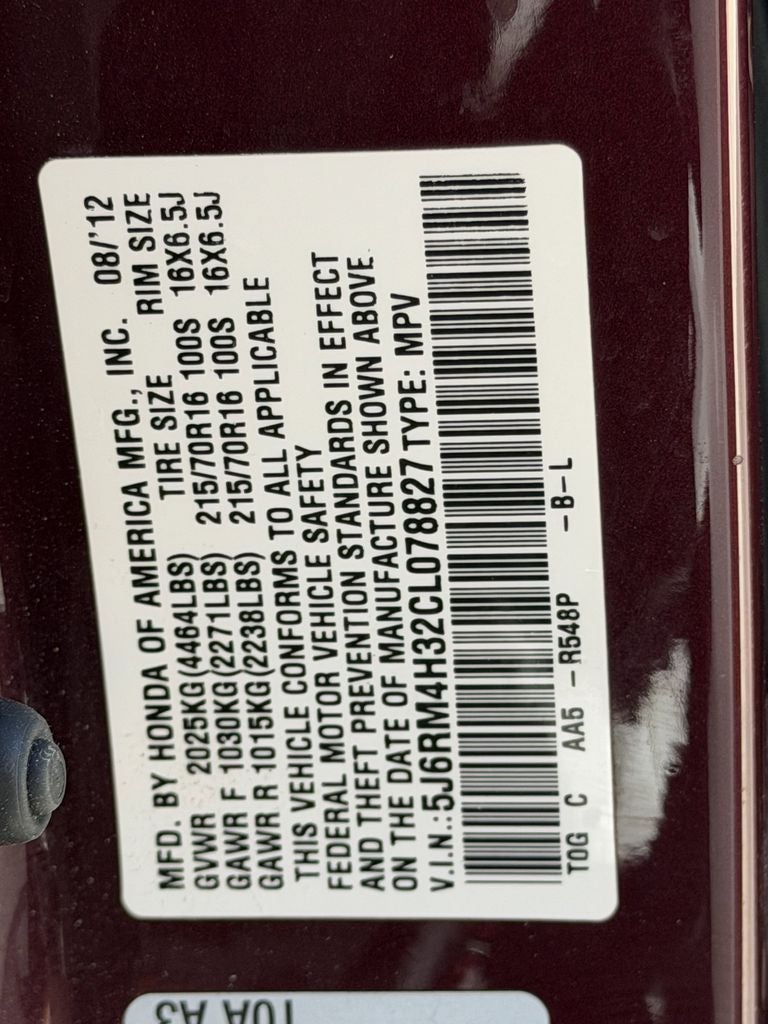 MFD. BY HONDA OF AMERICA MFG., INC. 08/'12
TIRE SIZE RIM SIZE
GVWR 2025KG(4464LBS)
GAWR F 1030KG(2271LBS) 215/70R16 100S 16X6.5J
GAWR R 1015KG(2238LBS) 215/70R16 100S 16X6.5J
THIS VEHICLE CONFORMS TO ALL APPLICABLE
FEDERAL MOTOR VEHICLE SAFETY
AND THEFT PREVENTION STANDARDS IN EFFECT
ON THE DATE OF MANUFACTURE SHOWN ABOVE.
V.I.N.:5J6RM4H32CL078827 TYPE: MPV
TOG C AA5 -R548P -B-L